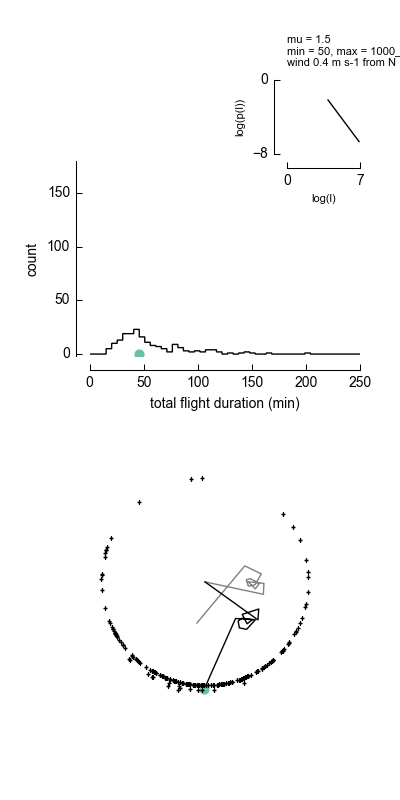 mu = 1.5
min = 50, max = 1000_
wind 0.4 m s-1 from N
0
log(p(l))
−8
0
7
log(l)
150
100
50
0
count
0
50
100
150
200
250
total flight duration (min)